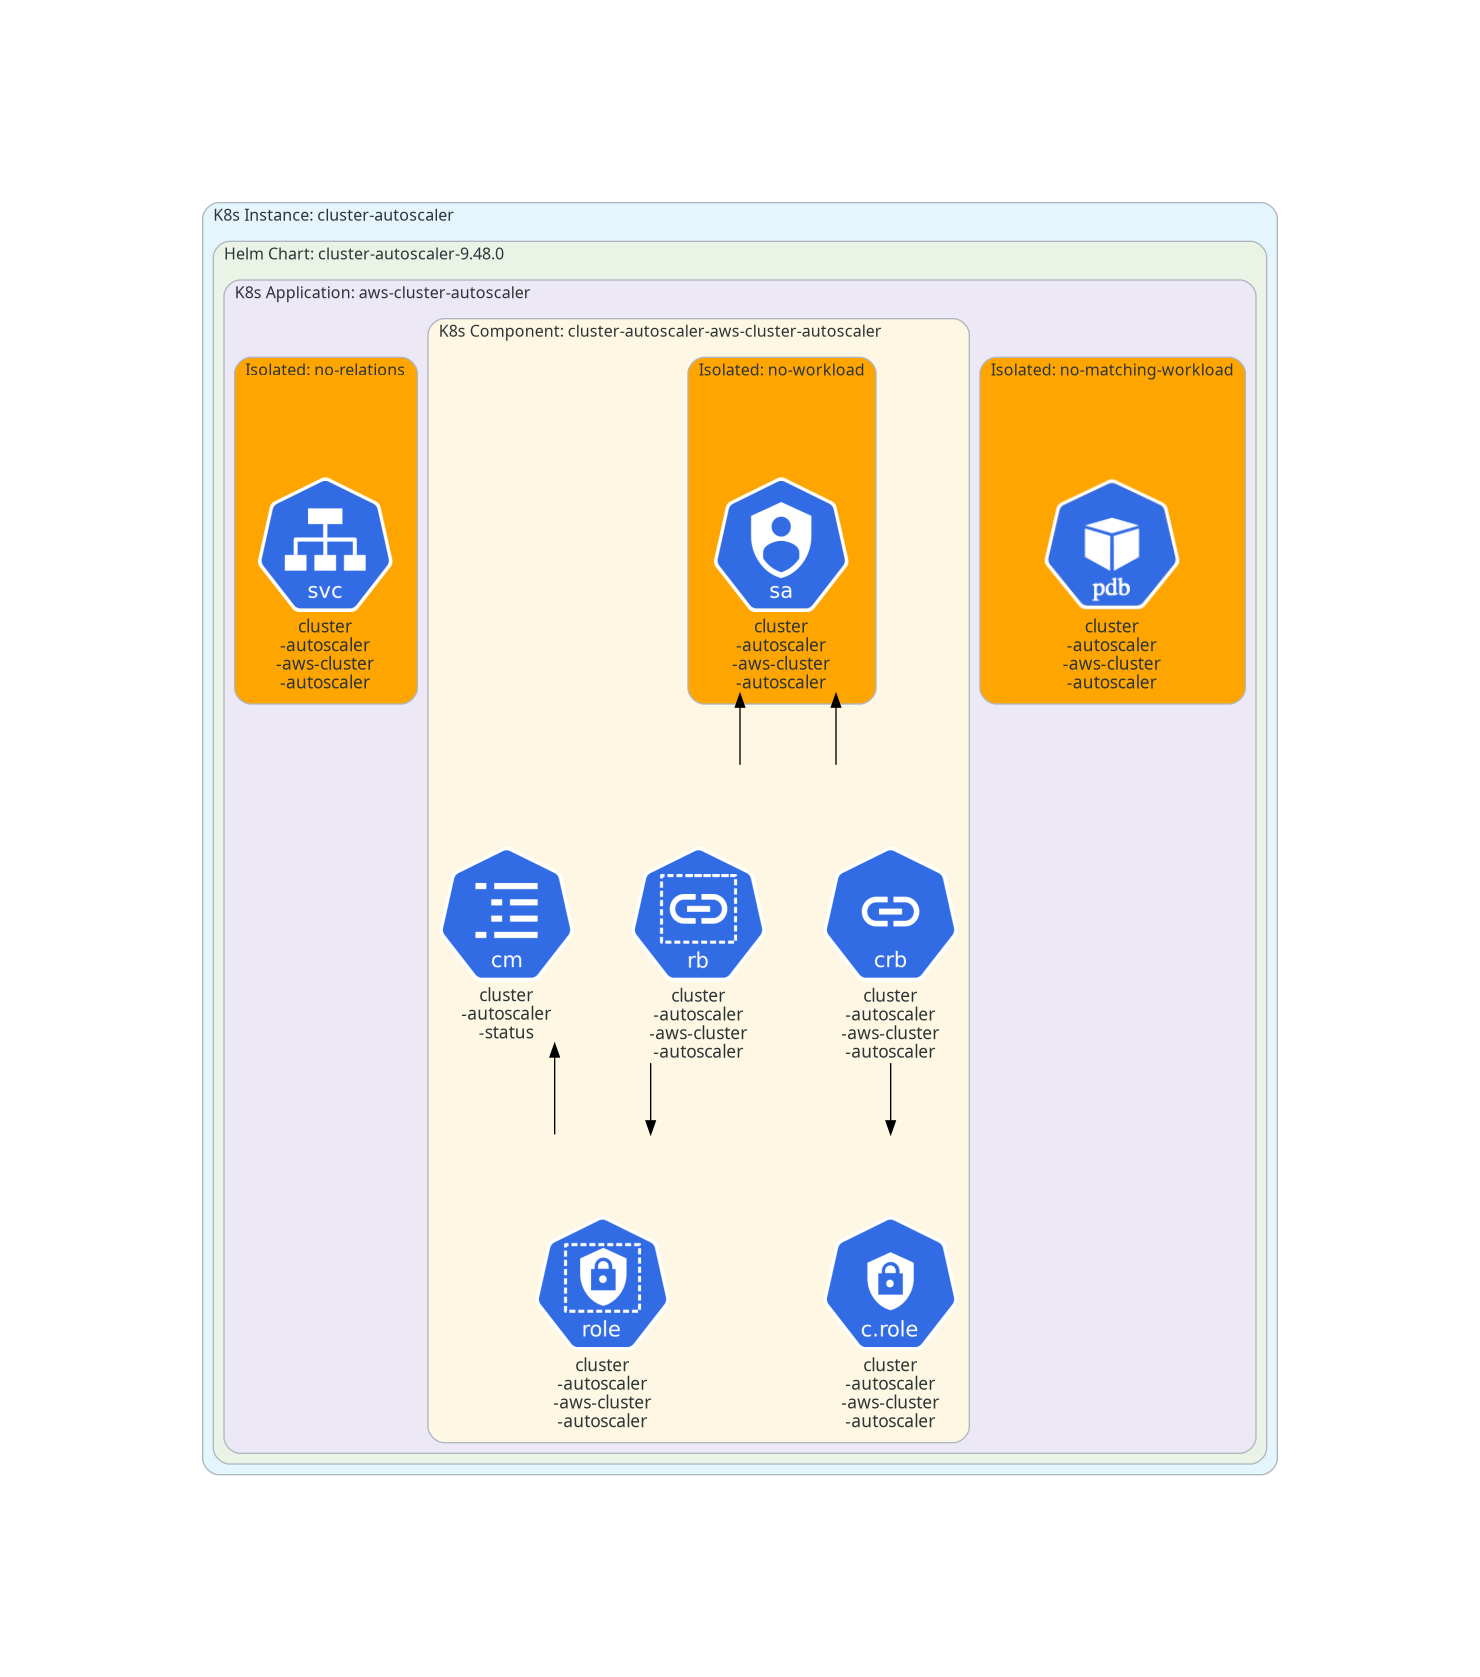 K8s Instance: cluster-autoscaler
Helm Chart: cluster-autoscaler-9.48.0
K8s Application: aws-cluster-autoscaler
K8s Component: cluster-autoscaler-aws-cluster-autoscaler
Isolated: no-relations
svc
cluster
-autoscaler
-aws-cluster
-autoscaler
Isolated: no-workload
sa
cluster
-autoscaler
-aws-cluster
-autoscaler
Isolated: no-matching-workload
pdb
cluster
-autoscaler
-aws-cluster
-autoscaler
cm
cluster
-autoscaler
-status
rb
cluster
-autoscaler
-aws-cluster
-autoscaler
crb
cluster
-autoscaler
-aws-cluster
-autoscaler
role
cluster
-autoscaler
-aws-cluster
-autoscaler
c.role
cluster
-autoscaler
-aws-cluster
-autoscaler